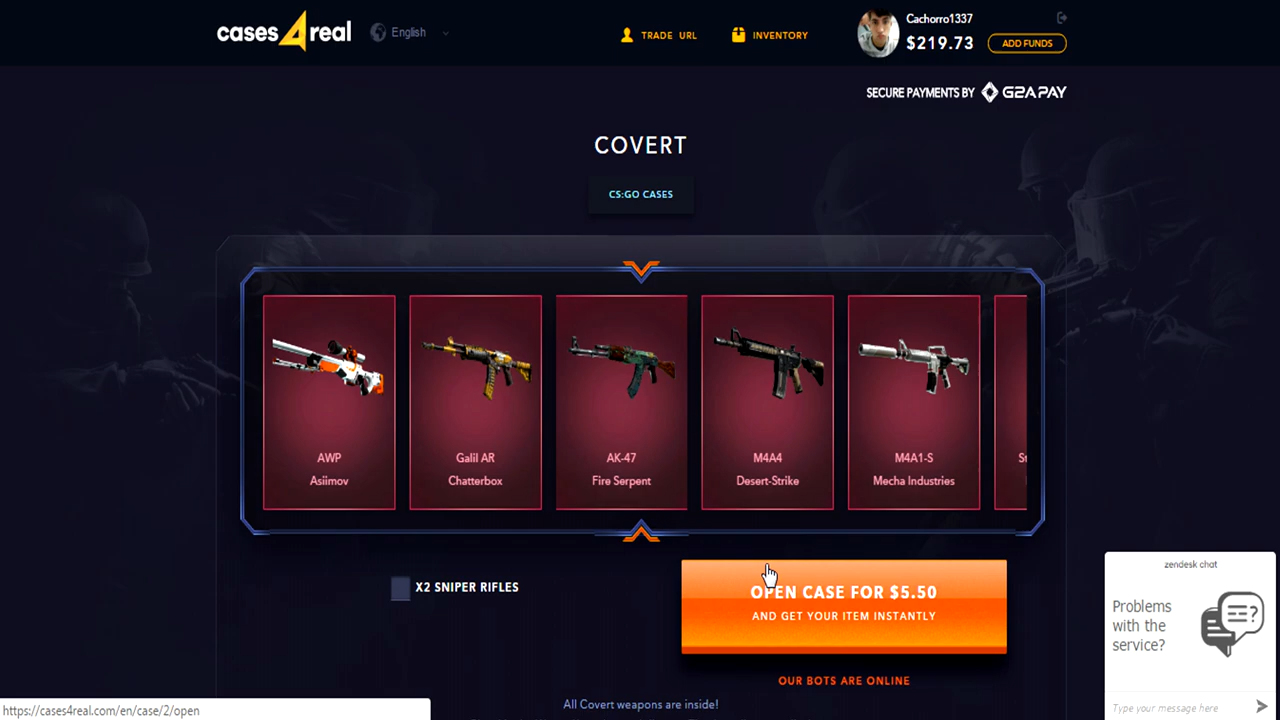 cases4real
English
TRADE URL
INVENTORY
Cachorro1337
$219.73
ADD FUNDS
SECURE PAYMENTS BY G2A PAY
COVERT
CS:GO CASES
AWP
Asiimov
Galil AR
Chatterbox
AK-47
Fire Serpent
M4A4
Desert-Strike
M4A1-S
Mecha Industries
X2 SNIPER RIFLES
OPEN CASE FOR $5.50
AND GET YOUR ITEM INSTANTLY
OUR BOTS ARE ONLINE
All Covert weapons are inside!
zendesk chat
Problems
with the
service?
Type your message here
https://cases4real.com/en/case/2/open